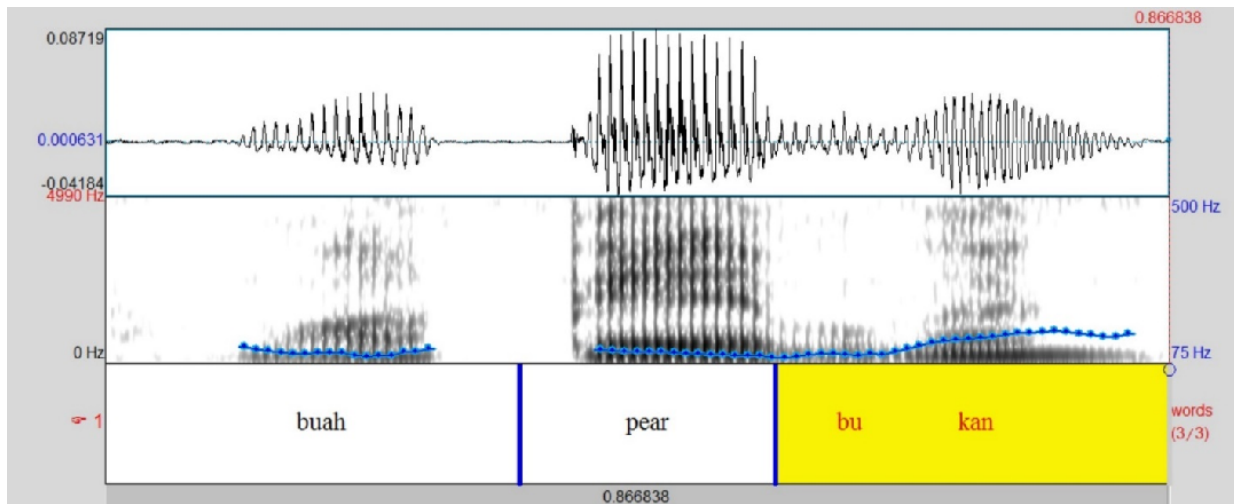 0.866838
0.08719
0.000631
-0.04184
4990 Hz
500 Hz
0 Hz
75 Hz
1
buah
pear
bu kan
words
(3/3)
0.866838